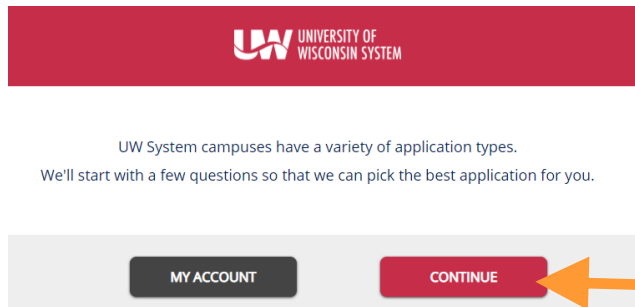 UW UNIVERSITY OF
WISCONSIN SYSTEM
UW System campuses have a variety of application types.
We'll start with a few questions so that we can pick the best application for you.
MY ACCOUNT
CONTINUE